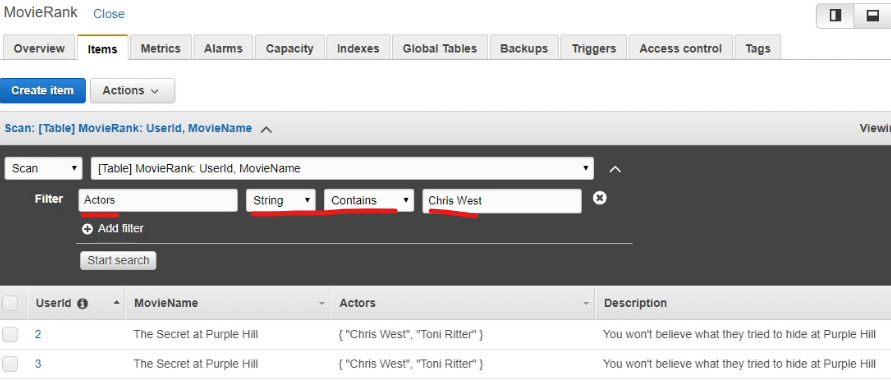 MovieRank Close
Overview Items Metrics Alarms Capacity Indexes Global Tables Backups Triggers Access control Tags
Create item Actions
Scan: [Table] MovieRank: UserId, MovieName Viewin
Scan [Table] MovieRank: UserId, MovieName
Filter Actors String Contains Chris West
Add filter
Start search
UserId MovieName Actors Description
2 The Secret at Purple Hill { "Chris West", "Toni Ritter" } You won't believe what they tried to hide at Purple Hill
3 The Secret at Purple Hill { "Chris West", "Toni Ritter" } You won't believe what they tried to hide at Purple Hill